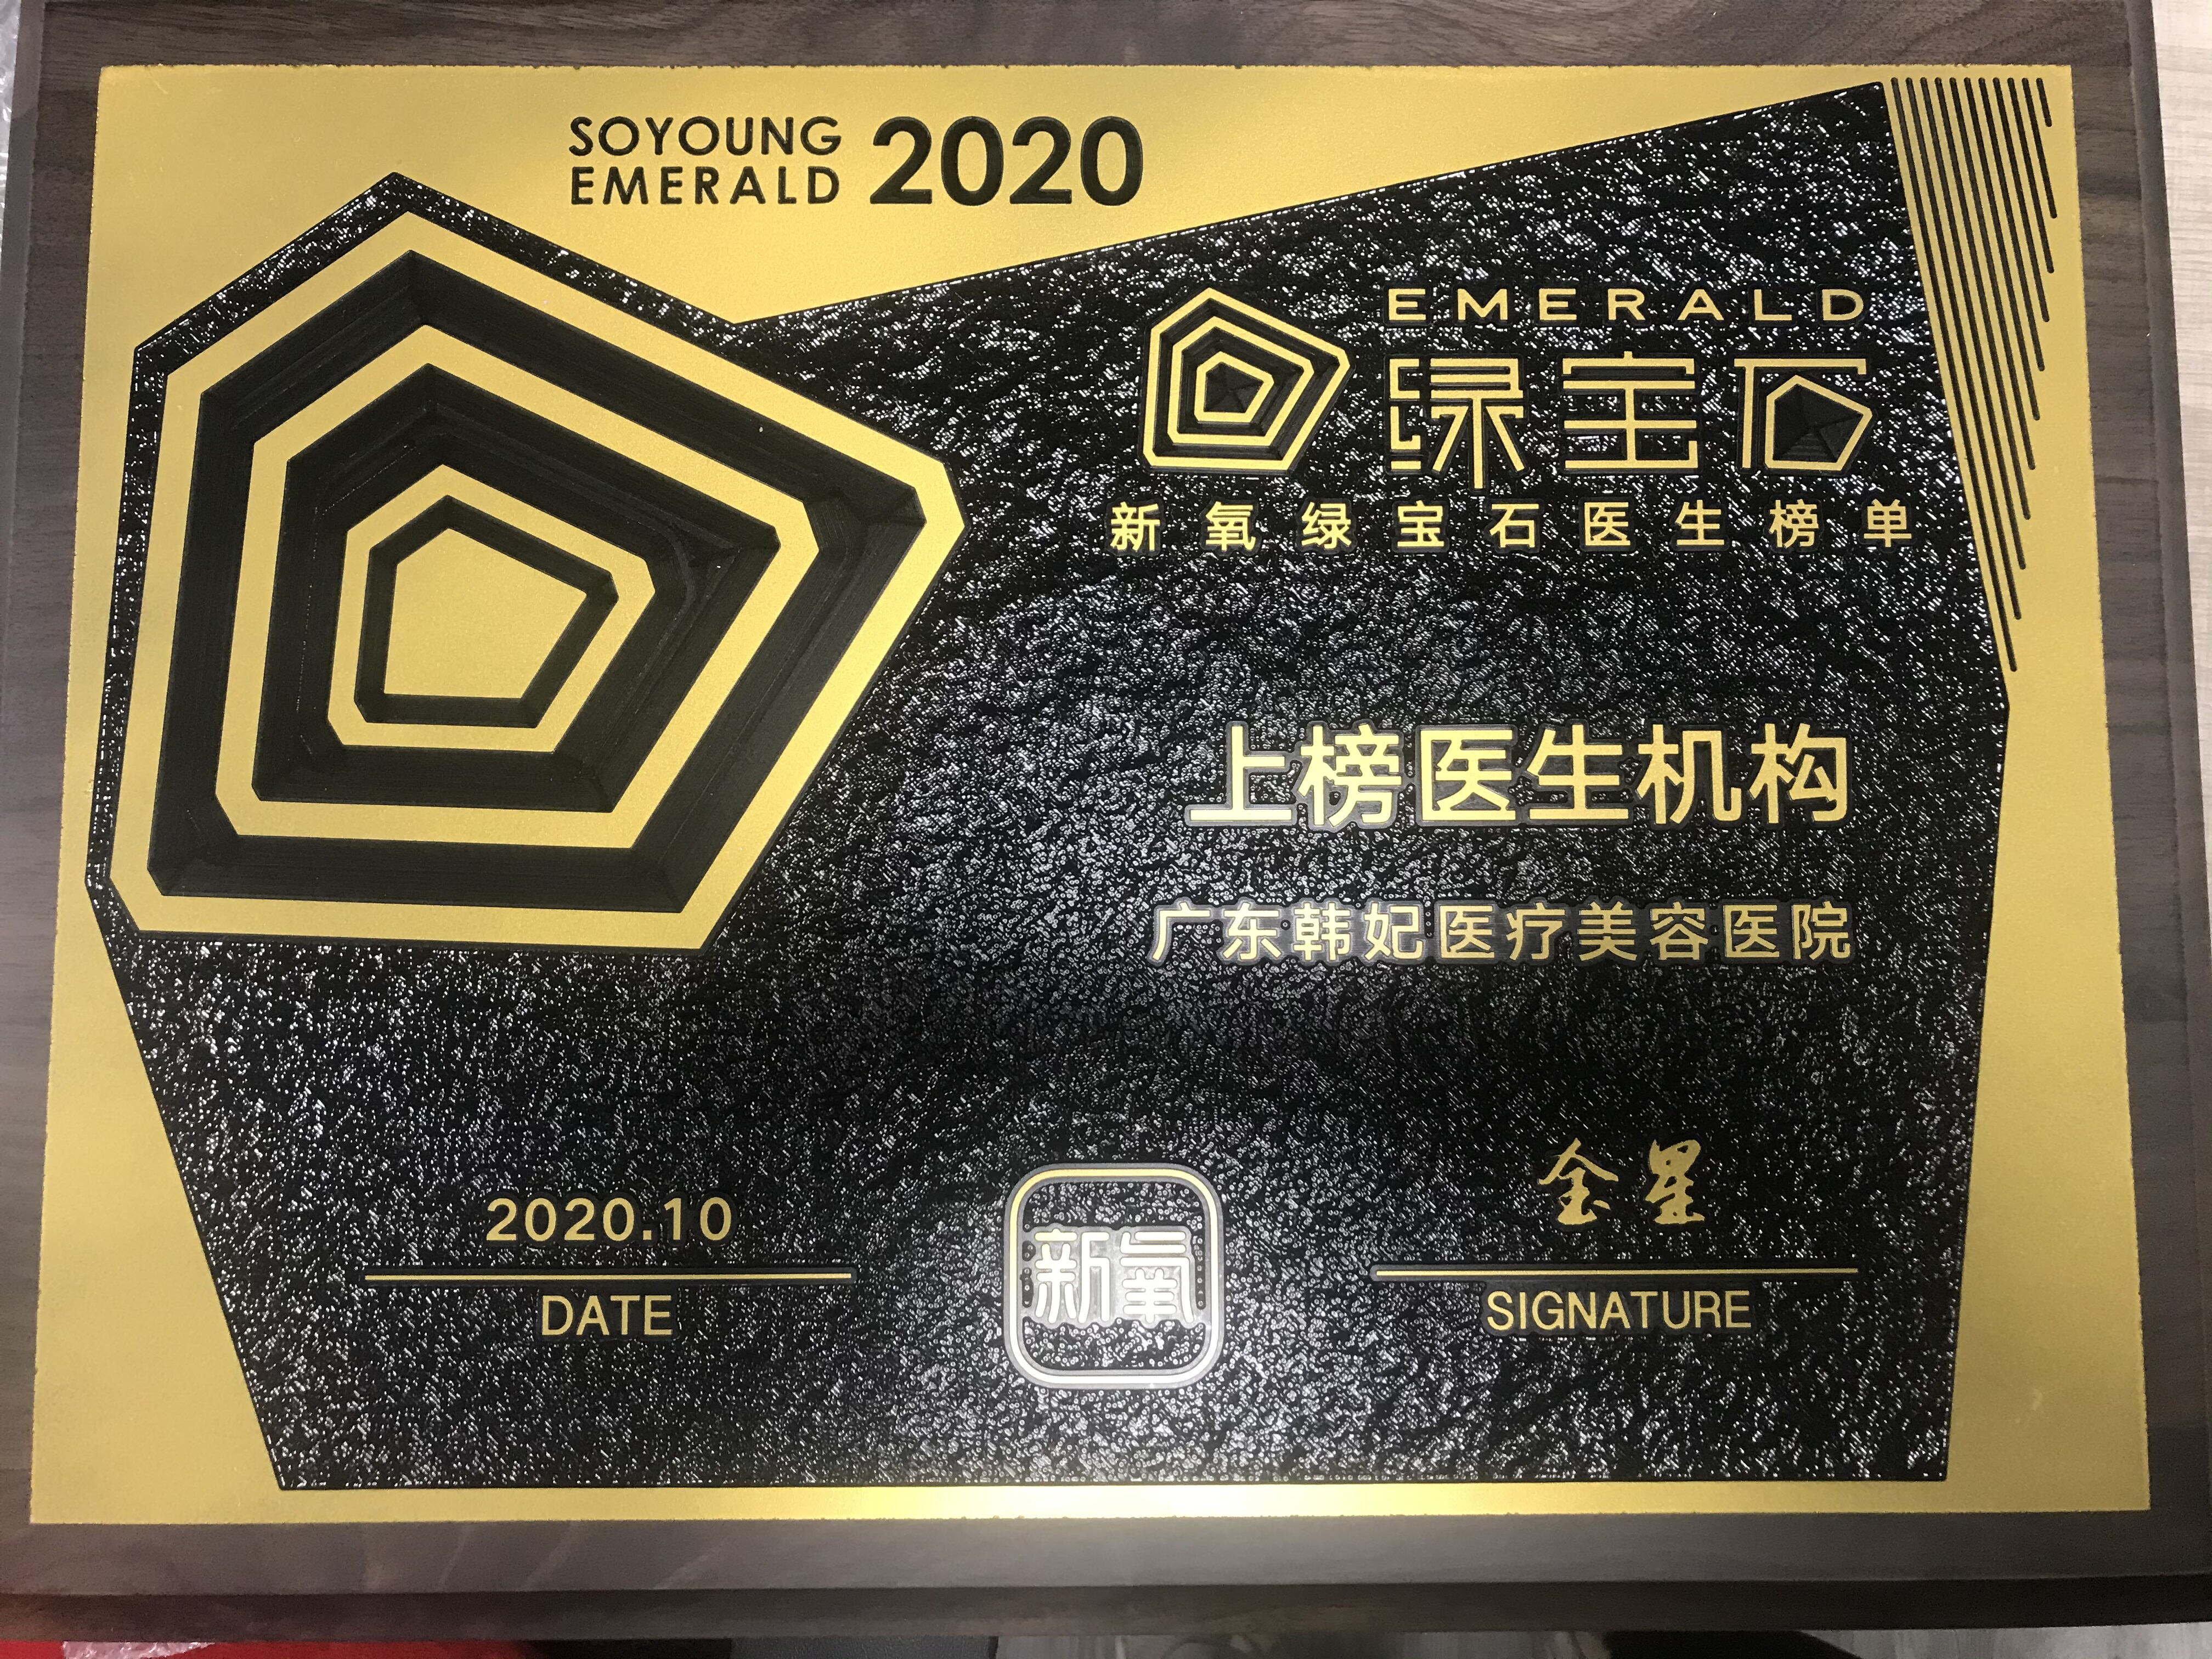 SOYOUNG
EMERALD 2020
EMERALD
绿宝石
新氧绿宝石医生榜单
上榜医生机构
广东韩妃医疗美容医院
2020.10
DATE
新氧
金星
SIGNATURE